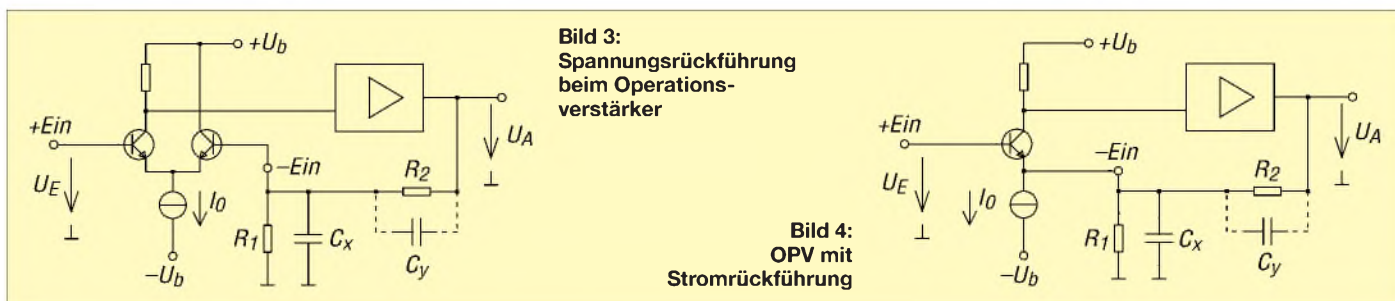 +Ub
+Ein
UE
I0
−Ub
−Ein
R1
Cx
R2
Cy
UA
Bild 3:
Spannungsrückführung
beim Operations-
verstärker
Bild 4:
OPV mit
Stromrückführung
+Ub
+Ein
UE
I0
−Ub
−Ein
R1
Cx
R2
Cy
UA